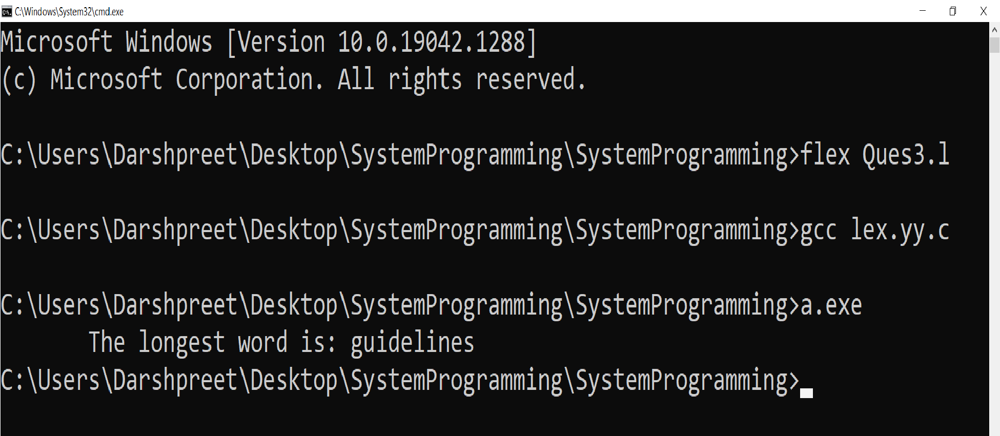 C:\Windows\System32\cmd.exe
Microsoft Windows [Version 10.0.19042.1288]
(c) Microsoft Corporation. All rights reserved.
C:\Users\Darshpreet\Desktop\SystemProgramming\SystemProgramming>flex Ques3.l
C:\Users\Darshpreet\Desktop\SystemProgramming\SystemProgramming>gcc lex.yy.c
C:\Users\Darshpreet\Desktop\SystemProgramming\SystemProgramming>a.exe
The longest word is: guidelines
C:\Users\Darshpreet\Desktop\SystemProgramming\SystemProgramming>